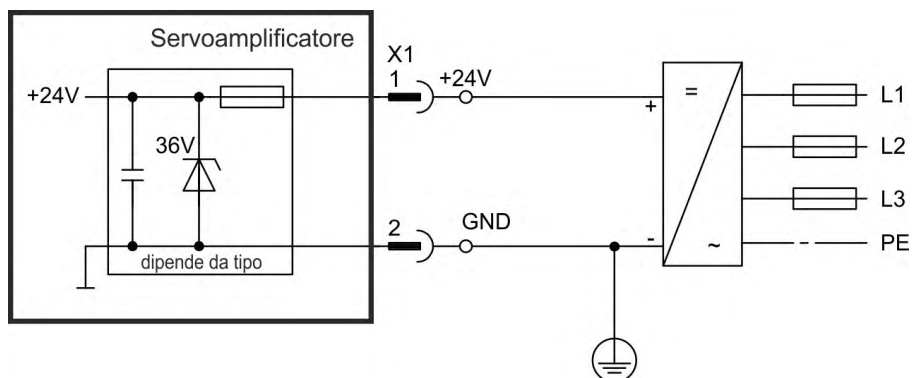 Servoamplificatore
X1
1
+24V
+24V
36V
2
GND
dipende da tipo
+
=
-
~
L1
L2
L3
PE